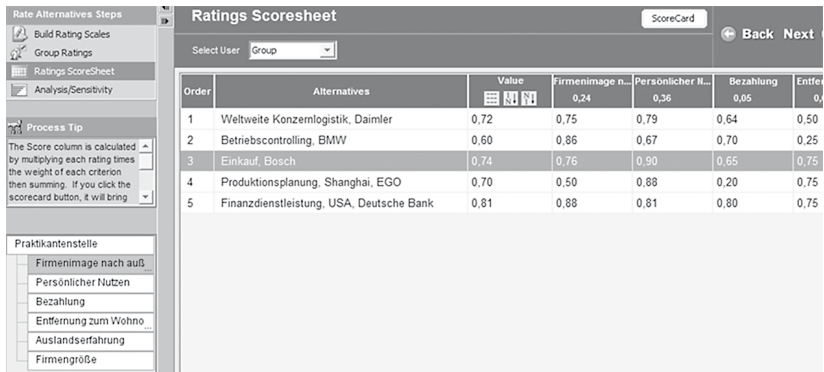 Rate Alternatives Steps
Build Rating Scales
Group Ratings
Ratings ScoreSheet
Analysis/Sensitivity
Process Tip
The Score column is calculated
by multiplying each rating times
the weight of each criterion
then summing. If you click the
scorecard button, it will bring
Praktikantenstelle
Firmenimage nach auß...
Persönlicher Nutzen
Bezahlung
Entfernung zum Wohno...
Auslandserfahrung
Firmengröße
Ratings Scoresheet
ScoreCard
Back Next
Select User Group
Order Alternatives Value Firmenimage n... Persönlicher N... Bezahlung Entfer
0,24 0,36 0,05 0,0
1 Weltweite Konzernlogistik, Daimler 0,72 0,75 0,79 0,64 0,50
2 Betriebscontrolling, BMW 0,60 0,86 0,67 0,70 0,25
3 Einkauf, Bosch 0,74 0,76 0,90 0,65 0,75
4 Produktionsplanung, Shanghai, EGO 0,70 0,50 0,88 0,20 0,75
5 Finanzdienstleistung, USA, Deutsche Bank 0,81 0,88 0,81 0,80 0,75